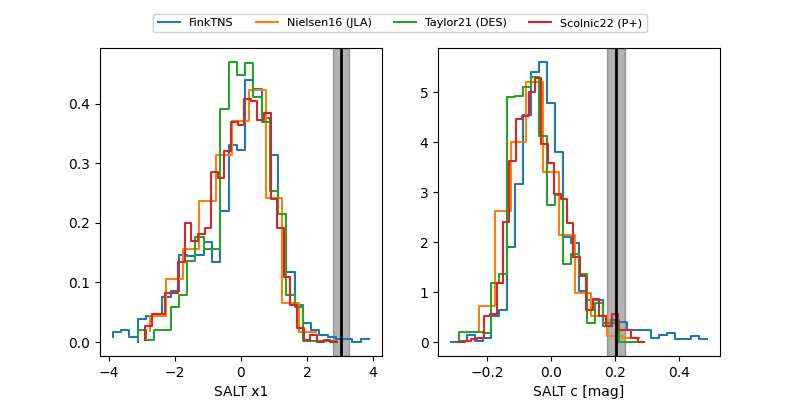 FinkTNS Nielsen16 (JLA) Taylor21 (DES) Scolnic22 (P+)
0.4
0.3
0.2
0.1
0.0
−4 −2 0 2 4
SALT x1
5
4
3
2
1
0
−0.2 0.0 0.2 0.4
SALT c [mag]